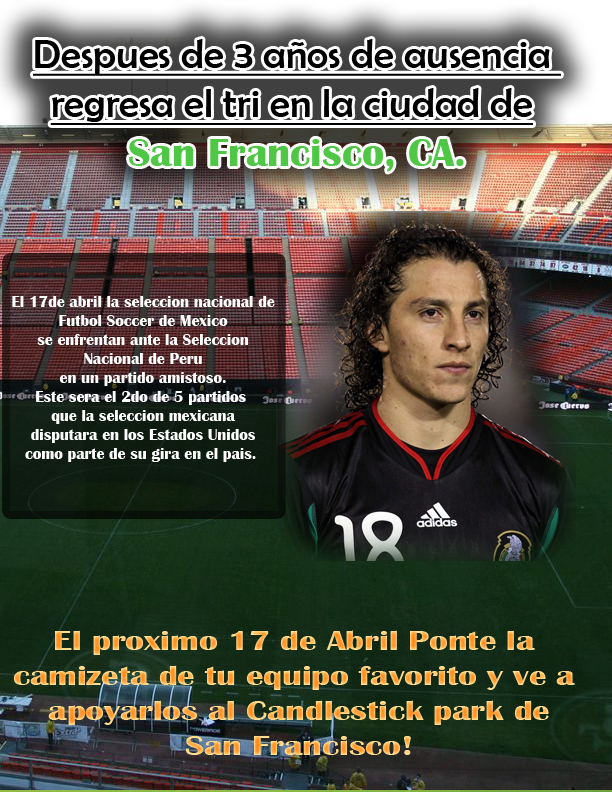 Despues de 3 años de ausencia
regresa el tri en la ciudad de
San Francisco, CA.
El 17de abril la seleccion nacional de
Futbol Soccer de Mexico
se enfrentan ante la Seleccion
Nacional de Peru
en un partido amistoso.
Este sera el 2do de 5 partidos
que la seleccion mexicana
disputara en los Estados Unidos
como parte de su gira en el pais.
Jose Cuervo
Jose Cuervo
adidas
18
El proximo 17 de Abril Ponte la
camizeta de tu equipo favorito y ve a
apoyarlos al Candlestick park de
San Francisco!